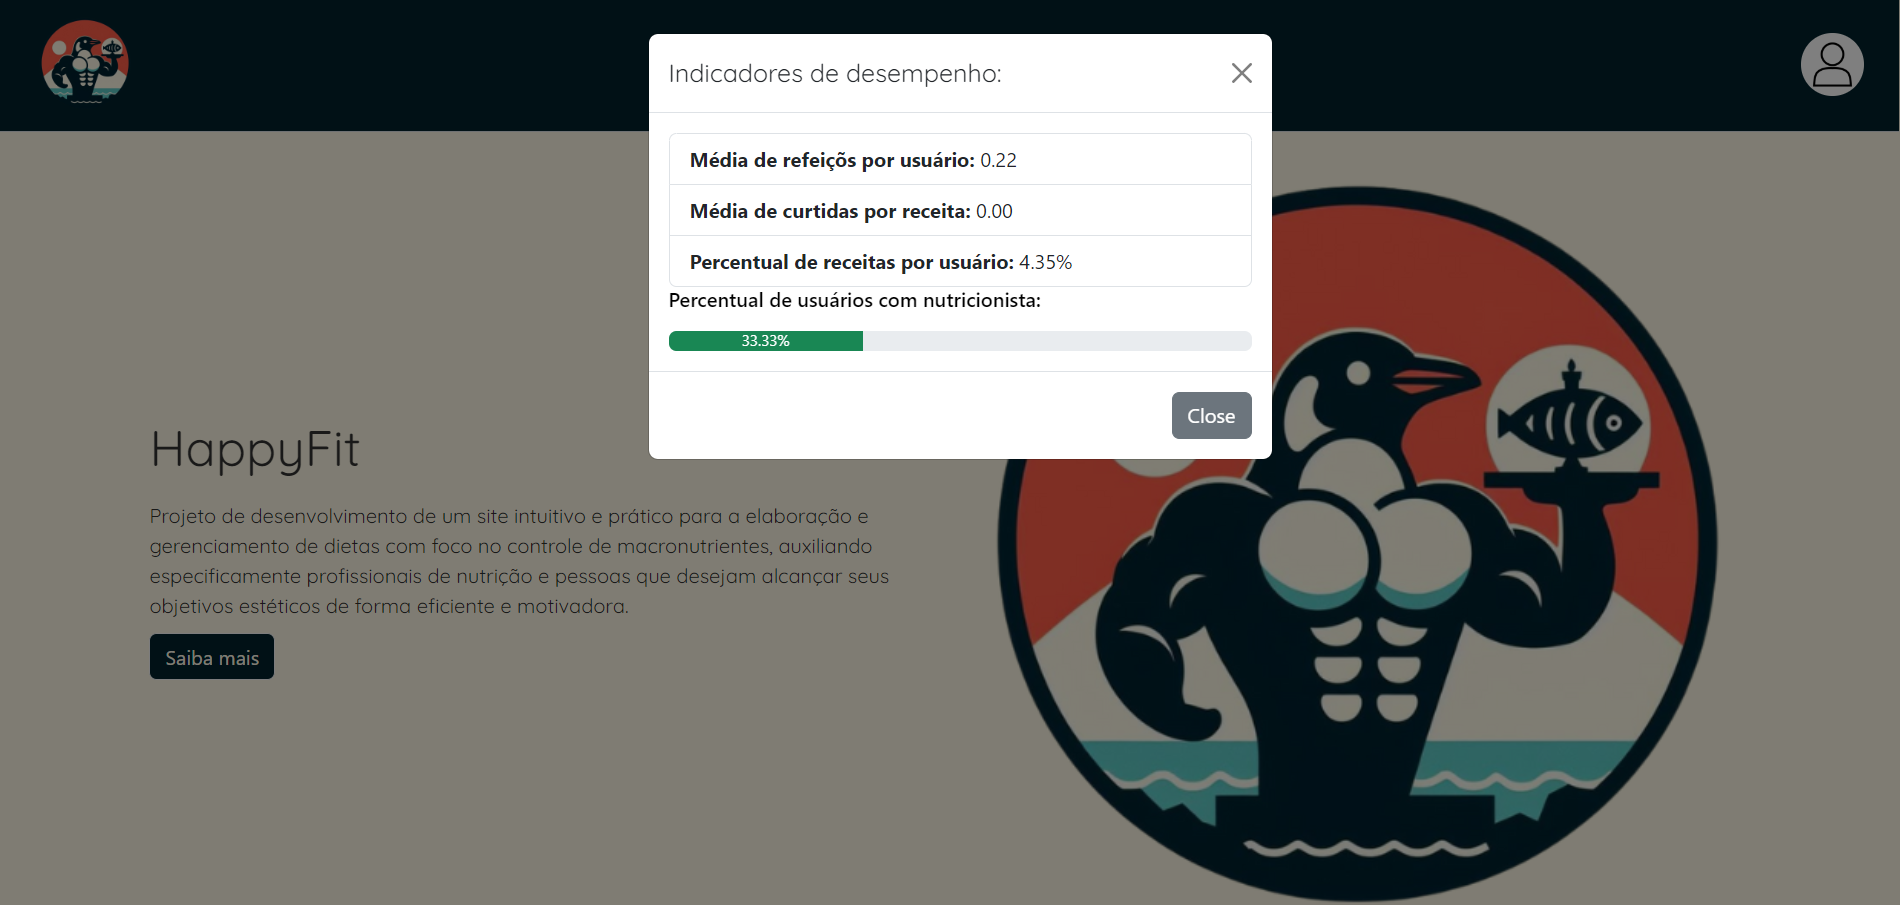 Indicadores de desempenho:
Média de refeiçõs por usuário: 0.22
Média de curtidas por receita: 0.00
Percentual de receitas por usuário: 4.35%
Percentual de usuários com nutricionista:
33.33%
Close
HappyFit
Projeto de desenvolvimento de um site intuitivo e prático para a elaboração e
gerenciamento de dietas com foco no controle de macronutrientes, auxiliando
especificamente profissionais de nutrição e pessoas que desejam alcançar seus
objetivos estéticos de forma eficiente e motivadora.
Saiba mais